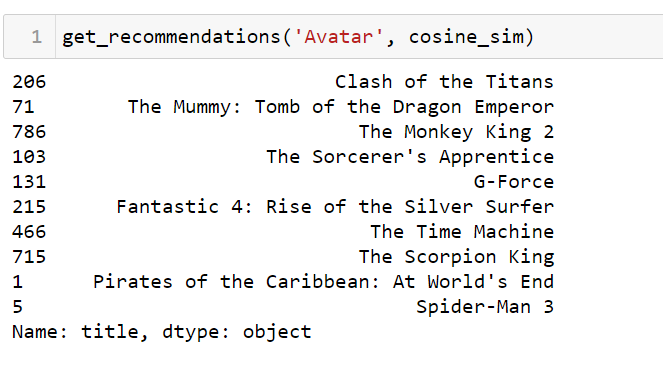 1 get_recommendations('Avatar', cosine_sim)
206 Clash of the Titans
71 The Mummy: Tomb of the Dragon Emperor
786 The Monkey King 2
103 The Sorcerer's Apprentice
131 G-Force
215 Fantastic 4: Rise of the Silver Surfer
466 The Time Machine
715 The Scorpion King
1 Pirates of the Caribbean: At World's End
5 Spider-Man 3
Name: title, dtype: object